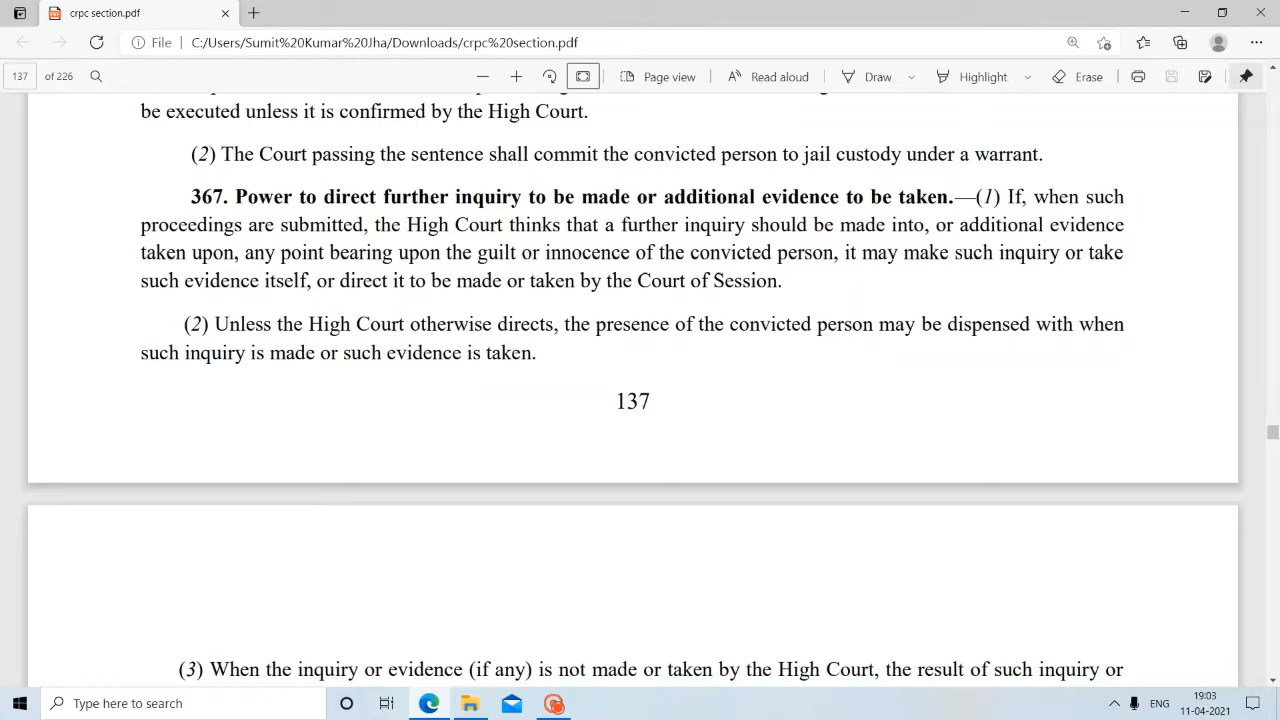 crpc section.pdf
File | C:/Users/Sumit%20Kumar%20Jha/Downloads/crpc%20section.pdf
137 of 226 Page view Read aloud Draw Highlight Erase
be executed unless it is confirmed by the High Court.
(2) The Court passing the sentence shall commit the convicted person to jail custody under a warrant.
367. Power to direct further inquiry to be made or additional evidence to be taken.—(1) If, when such
proceedings are submitted, the High Court thinks that a further inquiry should be made into, or additional evidence
taken upon, any point bearing upon the guilt or innocence of the convicted person, it may make such inquiry or take
such evidence itself, or direct it to be made or taken by the Court of Session.
(2) Unless the High Court otherwise directs, the presence of the convicted person may be dispensed with when
such inquiry is made or such evidence is taken.
137
(3) When the inquiry or evidence (if any) is not made or taken by the High Court, the result of such inquiry or
Type here to search
ENG
19:03
11-04-2021